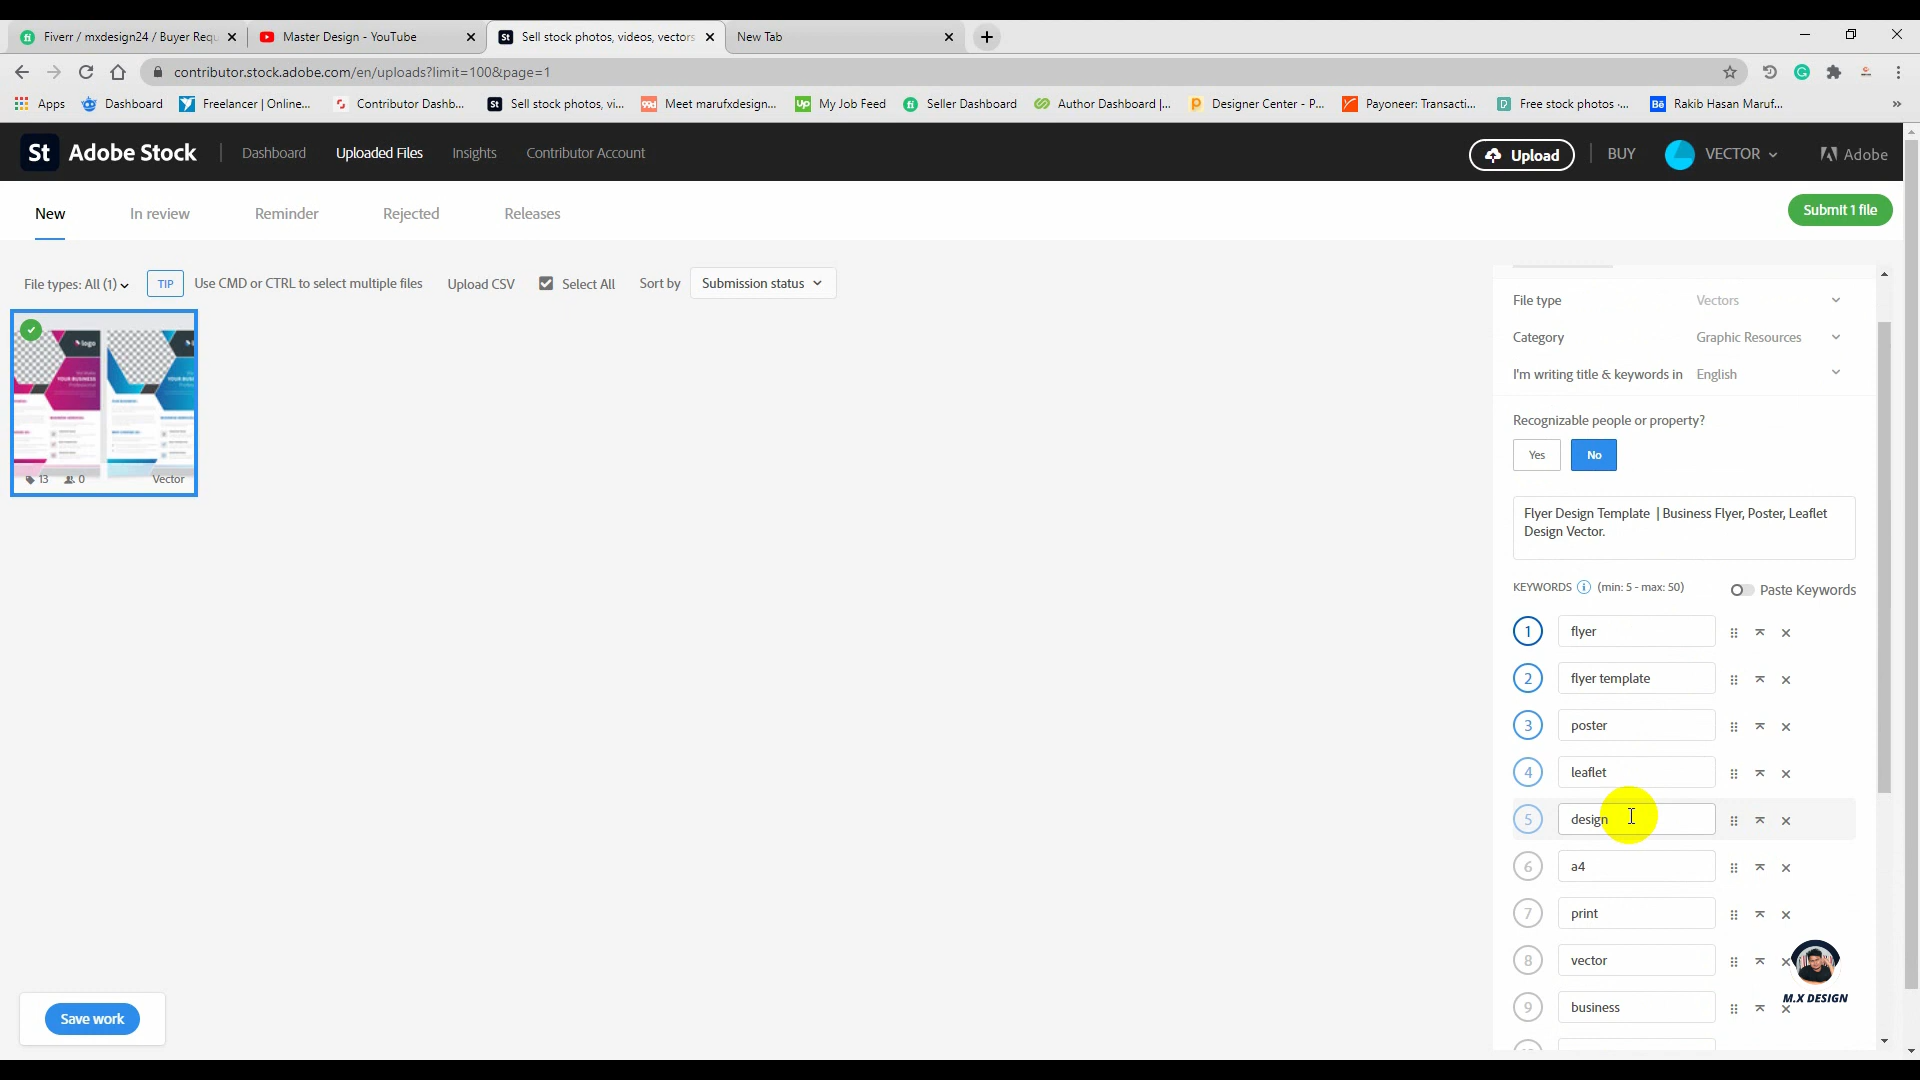 Fiverr / mxdesign24 / Buyer Requ
Master Design - YouTube
Sell stock photos, videos, vectors
New Tab
contributor.stock.adobe.com/en/uploads?limit=100&page=1
Apps
Dashboard
Freelancer | Online...
Contributor Dashb...
St
Sell stock photos, vi...
Meet marufxdesign...
Up
My Job Feed
Seller Dashboard
Author Dashboard |...
Designer Center - P...
Payoneer: Transacti...
Free stock photos ·...
Bē
Rakib Hasan Maruf...
St
Adobe Stock
Dashboard
Uploaded Files
Insights
Contributor Account
Upload
BUY
VECTOR
Adobe
New
In review
Reminder
Rejected
Releases
Submit 1 file
File types: All (1)
TIP
Use CMD or CTRL to select multiple files
Upload CSV
Select All
Sort by
Submission status
logo
YOUR BUSINESS
13
0
Vector
File type
Vectors
Category
Graphic Resources
I'm writing title & keywords in
English
Recognizable people or property?
Yes
No
Flyer Design Template | Business Flyer, Poster, Leaflet
Design Vector.
KEYWORDS
(min: 5 - max: 50)
Paste Keywords
1 flyer
2 flyer template
3 poster
4 leaflet
5 design
6 a4
7 print
8 vector
9 business
M.X DESIGN
Save work